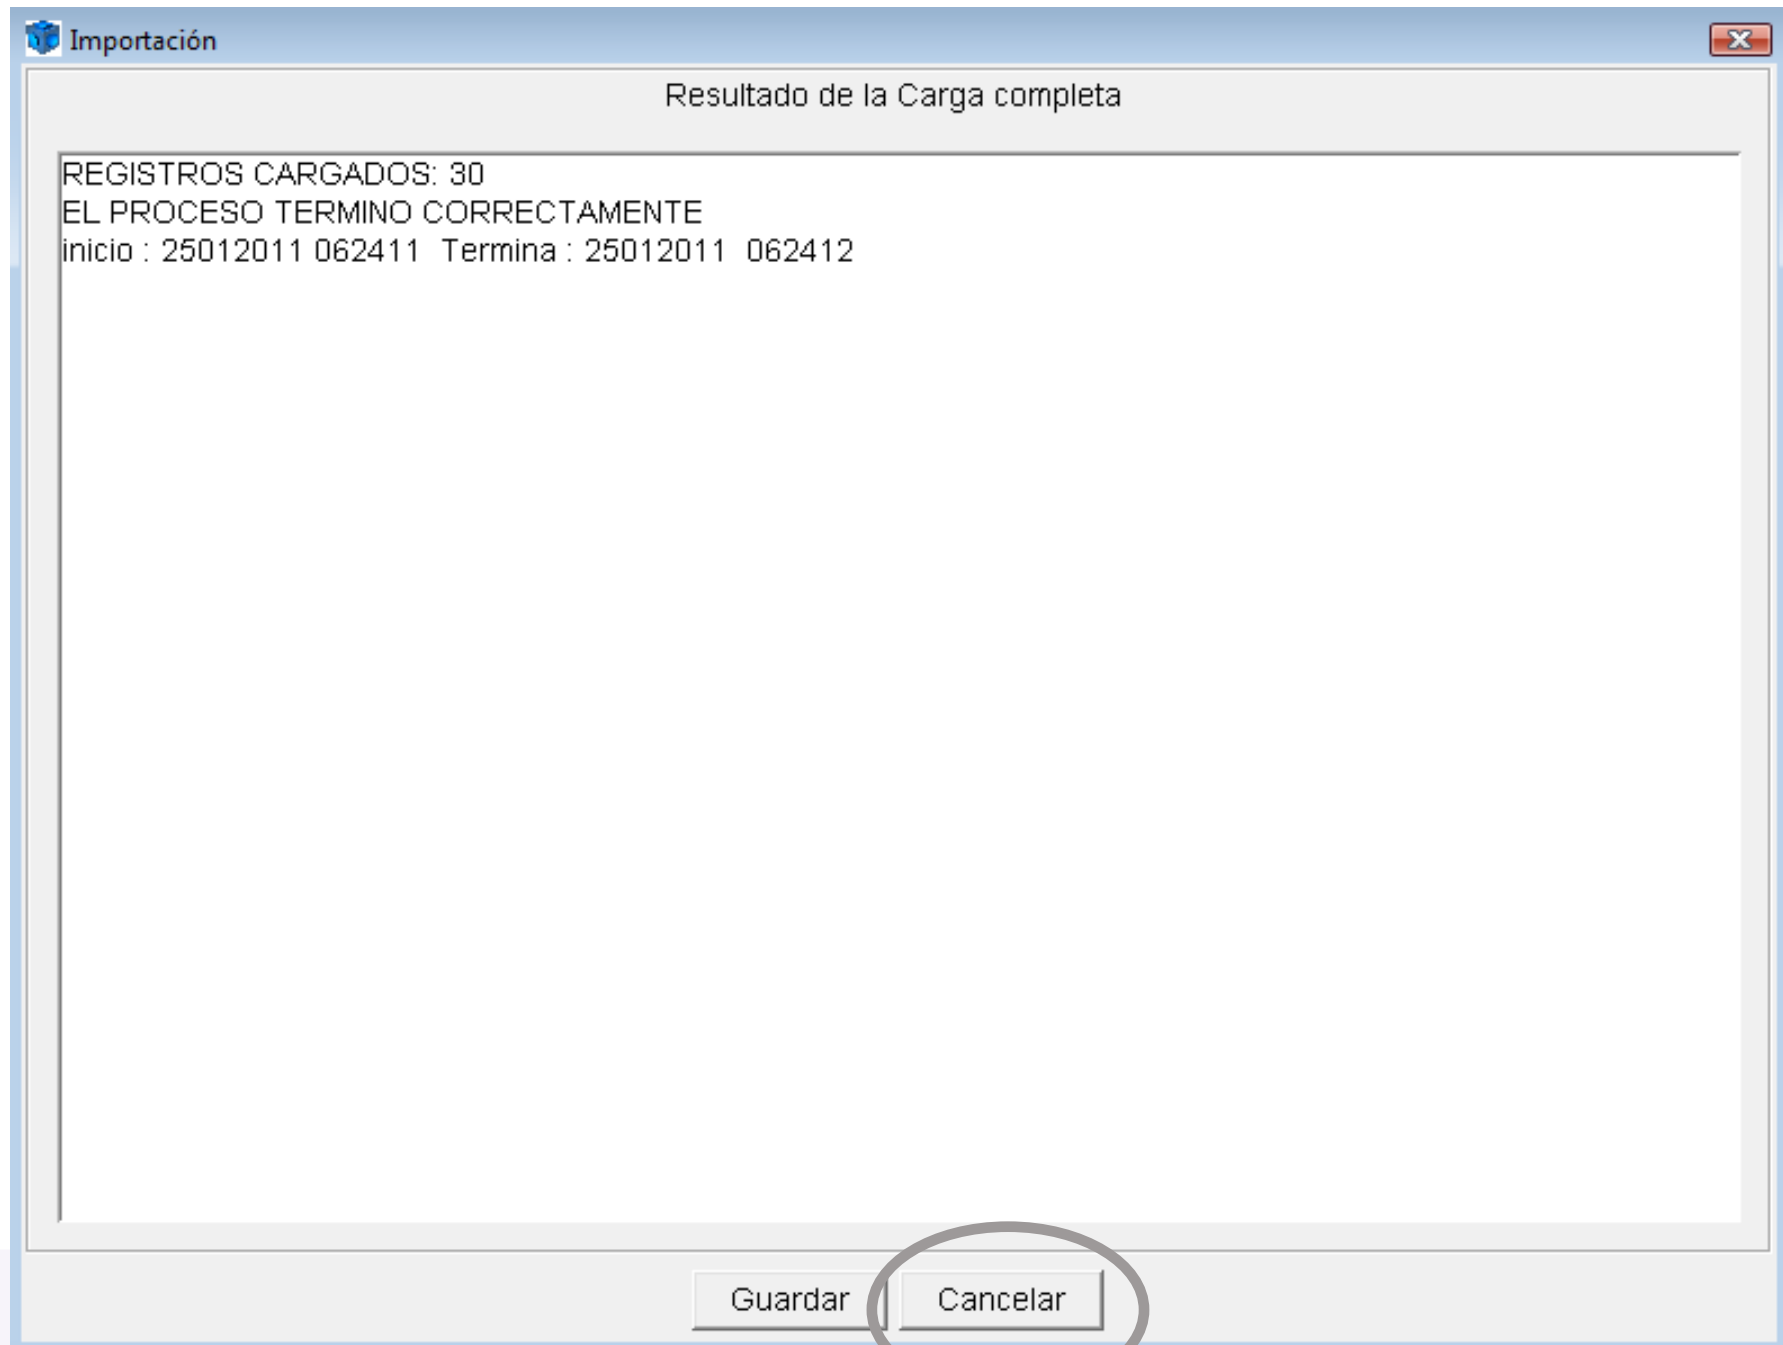 Importación
Resultado de la Carga completa
REGISTROS CARGADOS: 30
EL PROCESO TERMINO CORRECTAMENTE
inicio : 25012011 062411  Termina : 25012011  062412
Guardar
Cancelar